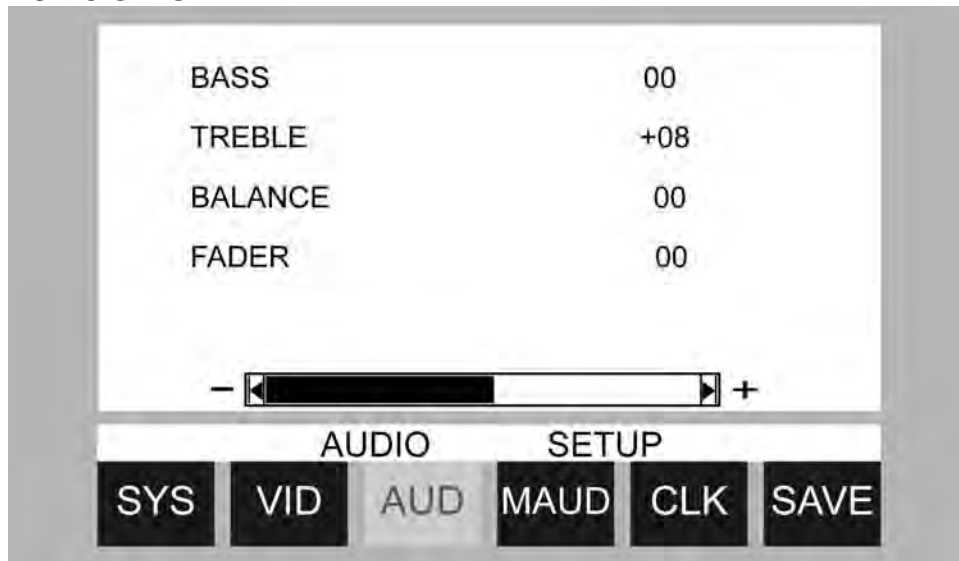 BASS 00
TREBLE +08
BALANCE 00
FADER 00
- +
AUDIO SETUP
SYS VID AUD MAUD CLK SAVE